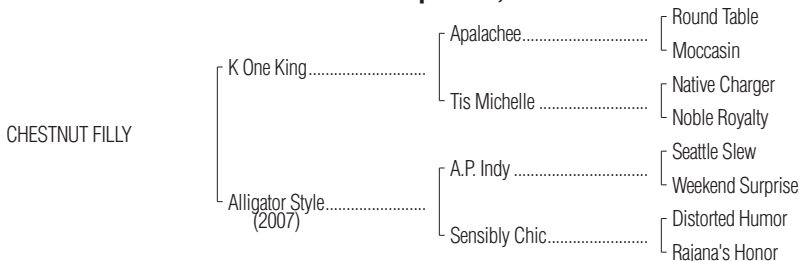 Round Table
Apalachee
Moccasin
K One King
Native Charger
Tis Michelle
Noble Royalty
CHESTNUT FILLY
Seattle Slew
A.P. Indy
Weekend Surprise
Alligator Style
(2007)
Distorted Humor
Sensibly Chic
Rajana's Honor